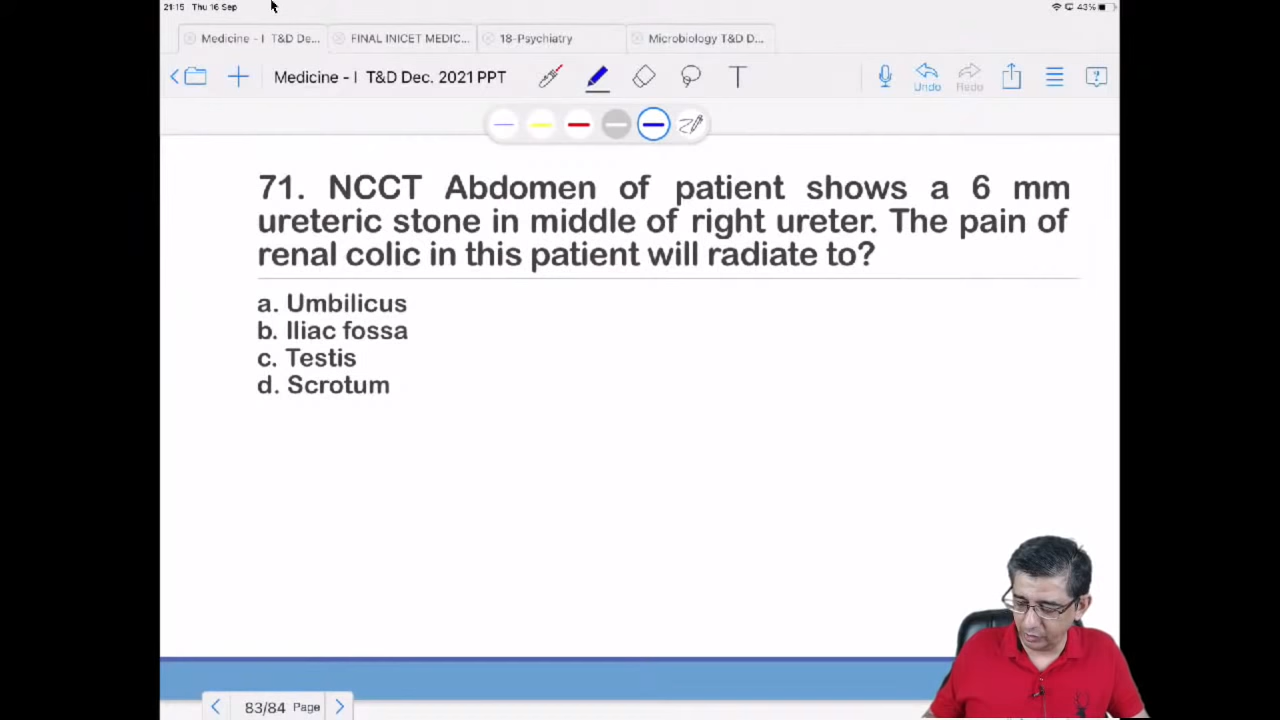 21:15 Thu 16 Sep
43%
Medicine - I T&D De...
FINAL INICET MEDIC...
18-Psychiatry
Microbiology T&D D...
Medicine - I T&D Dec. 2021 PPT
T
Undo
Redo
?
71. NCCT Abdomen of patient shows a 6 mm
ureteric stone in middle of right ureter. The pain of
renal colic in this patient will radiate to?
a. Umbilicus
b. Iliac fossa
c. Testis
d. Scrotum
83/84 Page